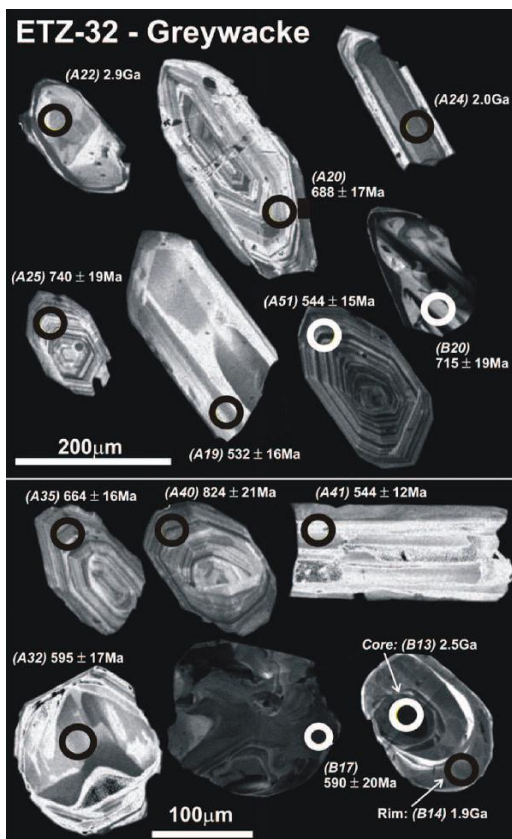 ETZ-32 - Greywacke
(A22) 2.9Ga
(A24) 2.0Ga
(A20)
688 ± 17Ma
(A25) 740 ± 19Ma
(A51) 544 ± 15Ma
(B20)
715 ± 19Ma
(A19) 532 ± 16Ma
200µm
(A35) 664 ± 16Ma
(A40) 824 ± 21Ma
(A41) 544 ± 12Ma
(A32) 595 ± 17Ma
Core: (B13) 2.5Ga
(B17)
590 ± 20Ma
Rim: (B14) 1.9Ga
100µm